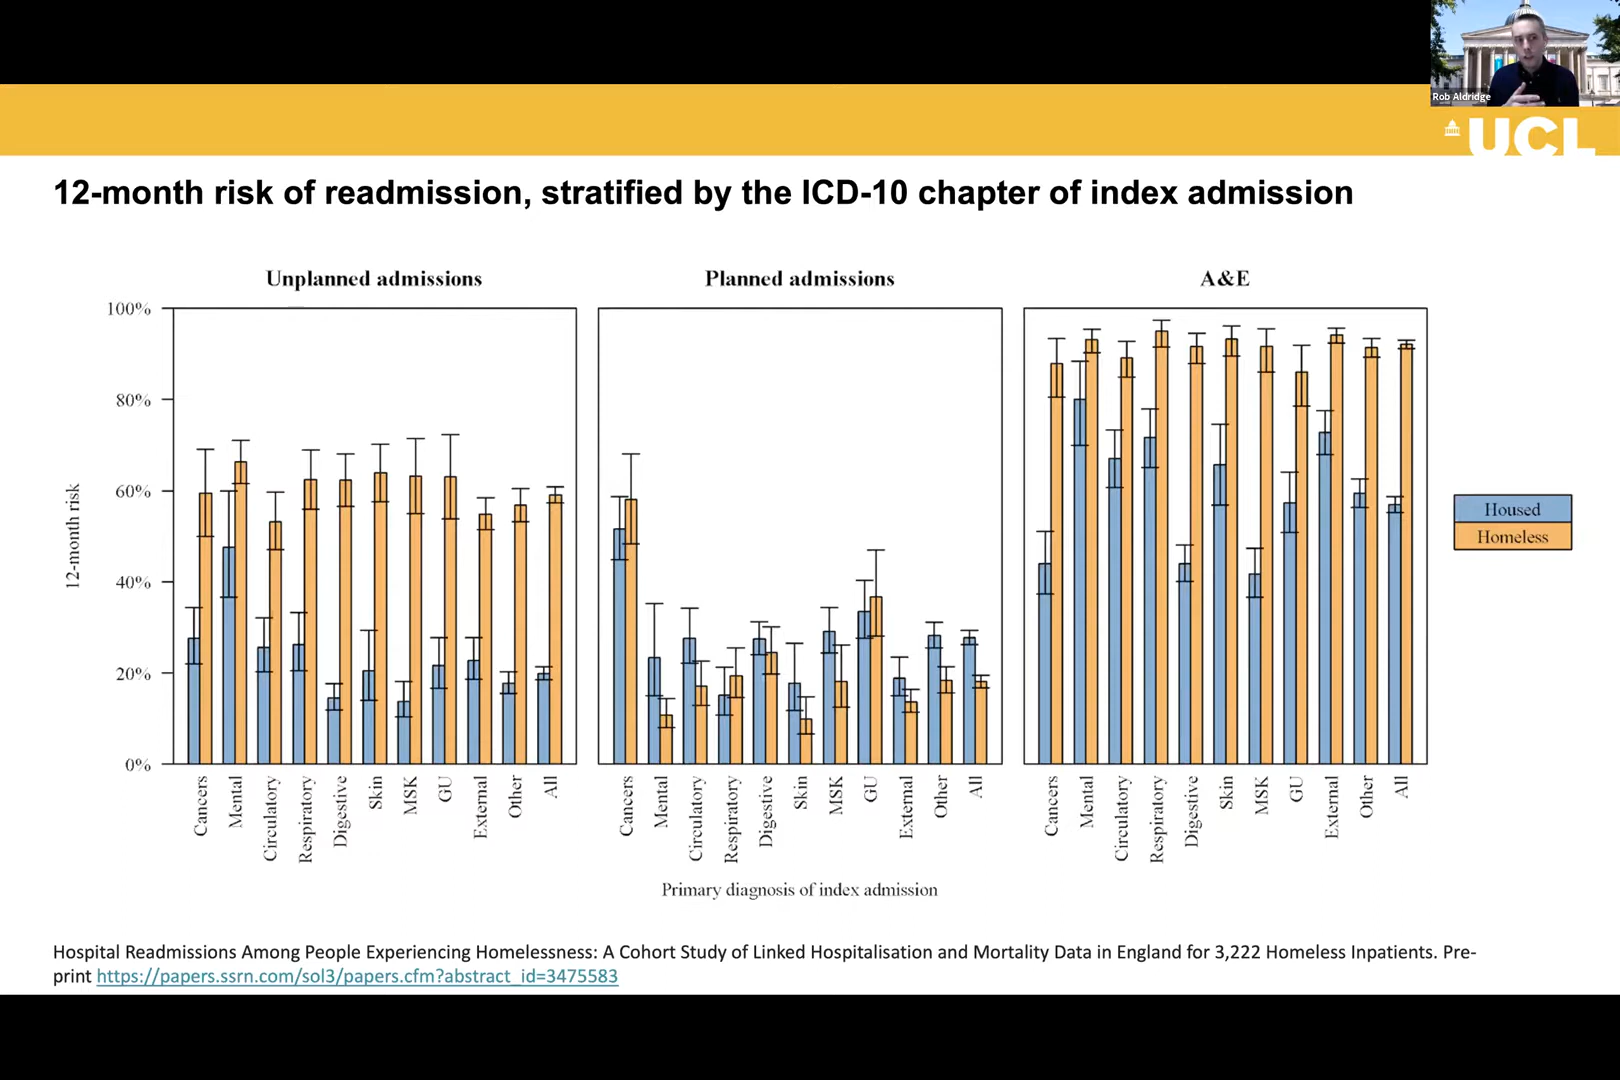 Rob Aldridge
UCL
12-month risk of readmission, stratified by the ICD-10 chapter of index admission
Unplanned admissions
Planned admissions
A&E
100%
80%
60%
40%
20%
0%
12-month risk
Cancers
Mental
Circulatory
Respiratory
Digestive
Skin
MSK
GU
External
Other
All
Cancers
Mental
Circulatory
Respiratory
Digestive
Skin
MSK
GU
External
Other
All
Cancers
Mental
Circulatory
Respiratory
Digestive
Skin
MSK
GU
External
Other
All
Housed
Homeless
Primary diagnosis of index admission
Hospital Readmissions Among People Experiencing Homelessness: A Cohort Study of Linked Hospitalisation and Mortality Data in England for 3,222 Homeless Inpatients. Pre-
print https://papers.ssrn.com/sol3/papers.cfm?abstract_id=3475583